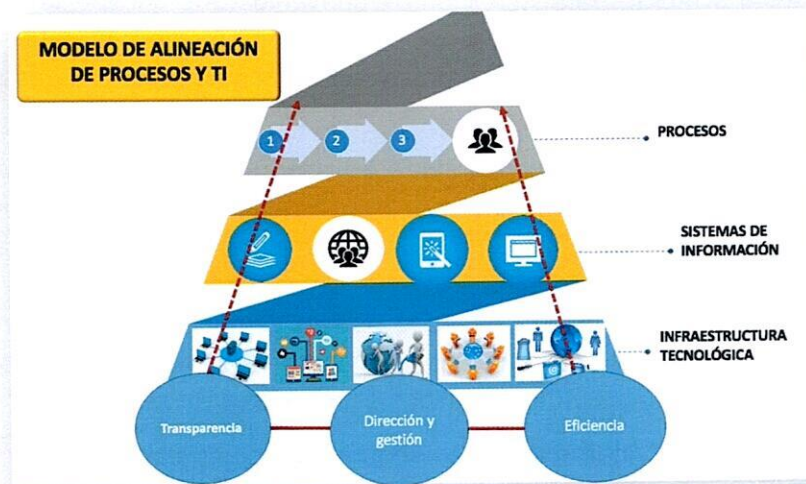 MODELO DE ALINEACIÓN
DE PROCESOS Y TI
1
2
3
PROCESOS
SISTEMAS DE
INFORMACIÓN
INFRAESTRUCTURA
TECNOLÓGICA
Transparencia
Dirección y
gestión
Eficiencia